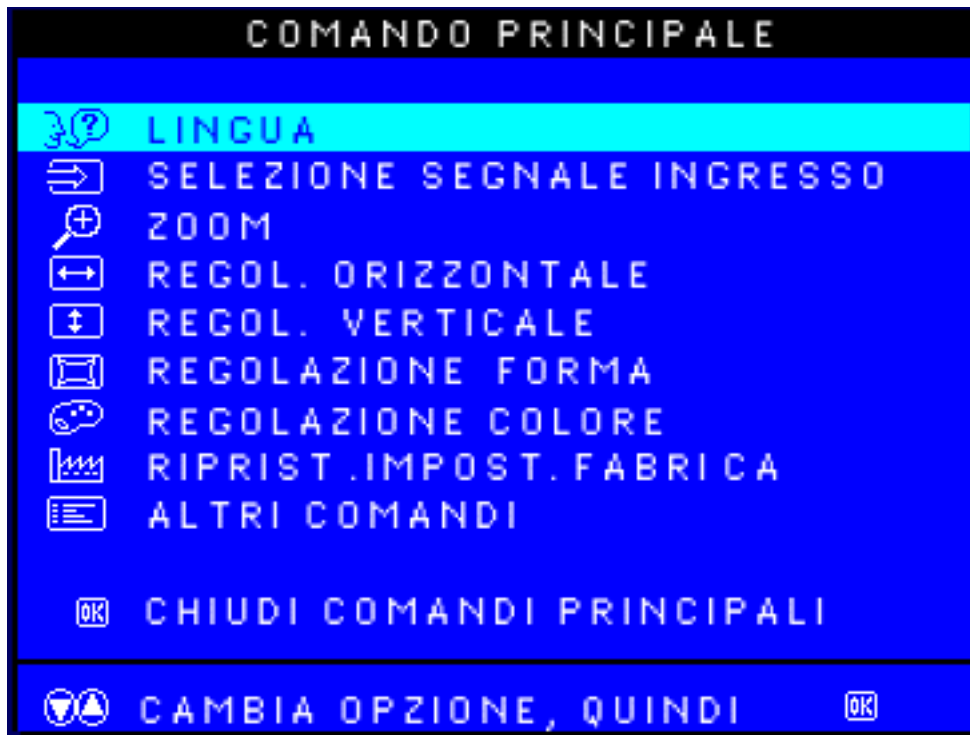 COMANDO PRINCIPALE
LINGUA
SELEZIONE SEGNALE INGRESSO
ZOOM
REGOL. ORIZZONTALE
REGOL. VERTICALE
REGOLAZIONE FORMA
REGOLAZIONE COLORE
RIPRIST.IMPOST.FABRICA
ALTRI COMANDI
OK CHIUDI COMANDI PRINCIPALI
CAMBIA OPZIONE, QUINDI OK